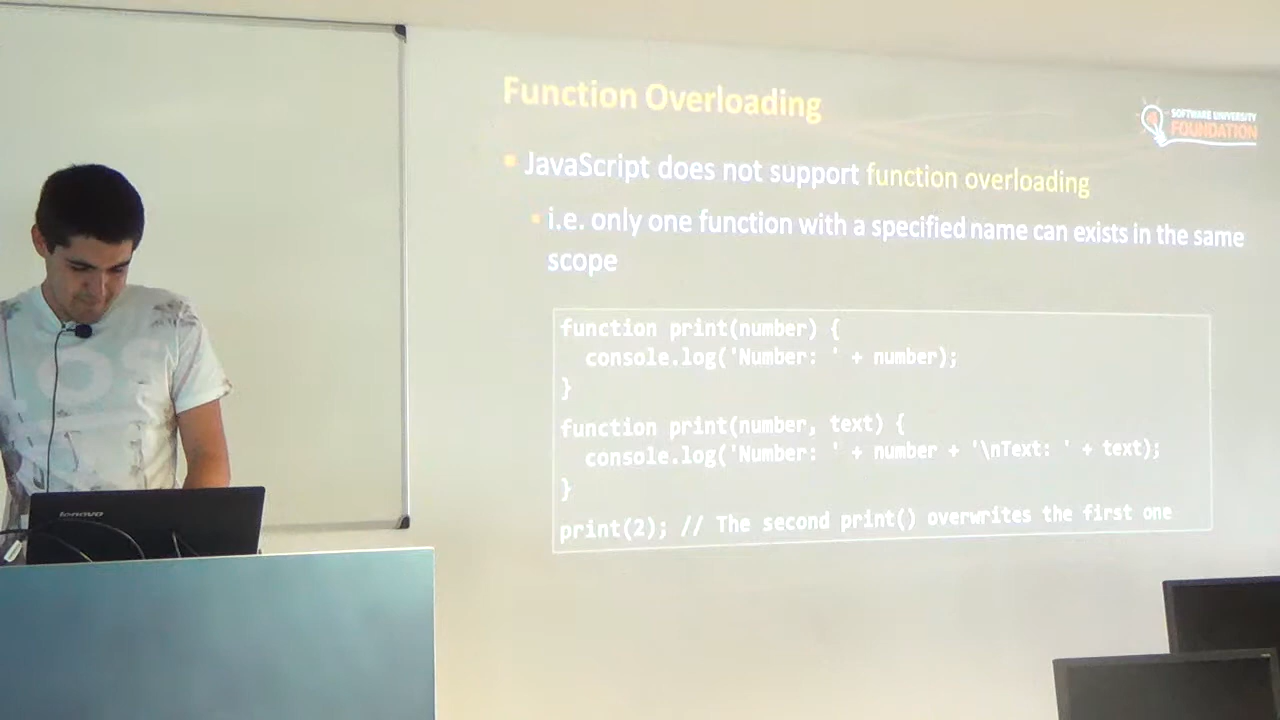 Function Overloading
SOFTWARE UNIVERSITY
FOUNDATION
JavaScript does not support function overloading
i.e. only one function with a specified name can exists in the same
scope
function print(number) {
console.log('Number: ' + number);
}
function print(number, text) {
console.log('Number: ' + number + '\nText: ' + text);
}
print(2); // The second print() overwrites the first one
OS
lenovo